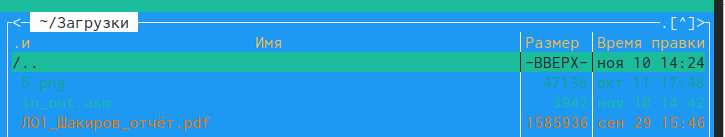 <─ ~/Загрузки .[^]>
.и Имя Размер Время правки
/.. -ВВЕРХ- ноя 10 14:24
5.png 47136 окт 11 17:48
in_out.asm 3942 ноя 10 14:42
Л01_Шакиров_отчёт.pdf 1585936 сен 29 15:46